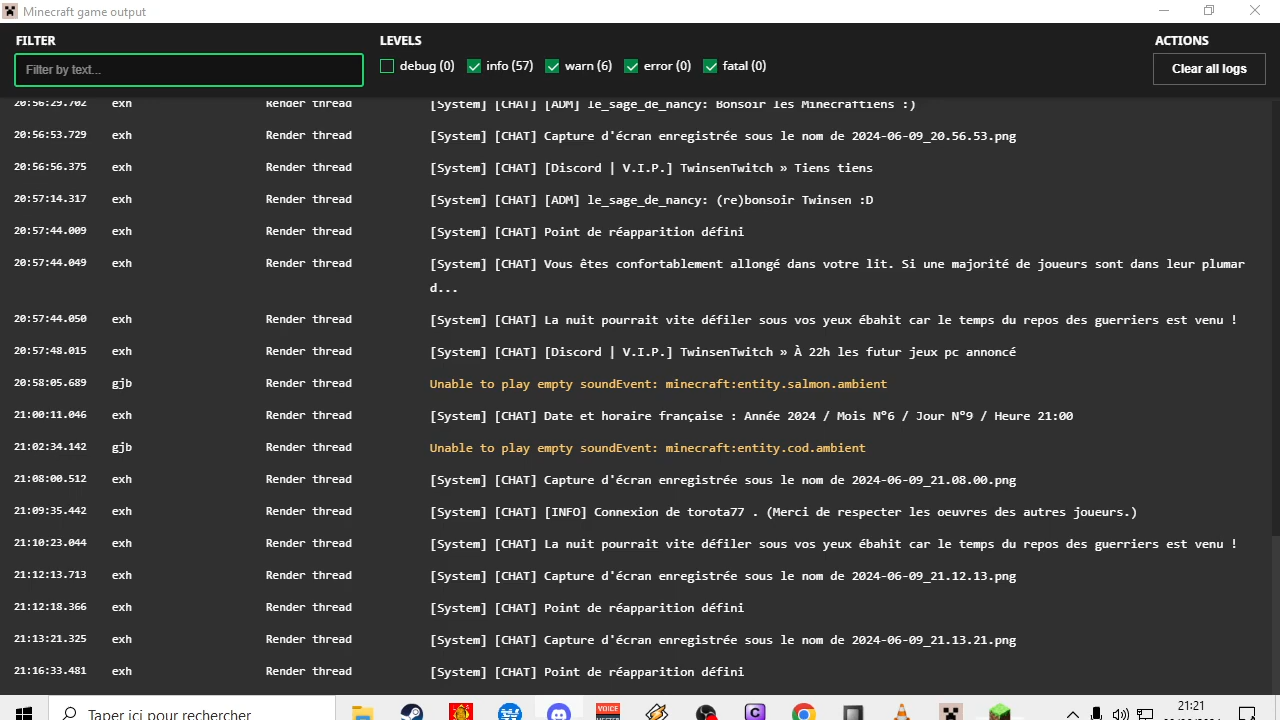 Minecraft game output
FILTER LEVELS ACTIONS
Filter by text... debug (0) info (57) warn (6) error (0) fatal (0) Clear all logs
20:56:29.702 exh Render thread [System] [CHAT] [ADM] le_sage_de_nancy: Bonsoir les Minecraftiens :)
20:56:53.729 exh Render thread [System] [CHAT] Capture d'écran enregistrée sous le nom de 2024-06-09_20.56.53.png
20:56:56.375 exh Render thread [System] [CHAT] [Discord | V.I.P.] TwinsenTwitch » Tiens tiens
20:57:14.317 exh Render thread [System] [CHAT] [ADM] le_sage_de_nancy: (re)bonsoir Twinsen :D
20:57:44.009 exh Render thread [System] [CHAT] Point de réapparition défini
20:57:44.049 exh Render thread [System] [CHAT] Vous êtes confortablement allongé dans votre lit. Si une majorité de joueurs sont dans leur plumar
d...
20:57:44.050 exh Render thread [System] [CHAT] La nuit pourrait vite défiler sous vos yeux ébahit car le temps du repos des guerriers est venu !
20:57:48.015 exh Render thread [System] [CHAT] [Discord | V.I.P.] TwinsenTwitch » À 22h les futur jeux pc annoncé
20:58:05.689 gjb Render thread Unable to play empty soundEvent: minecraft:entity.salmon.ambient
21:00:11.046 exh Render thread [System] [CHAT] Date et horaire française : Année 2024 / Mois N°6 / Jour N°9 / Heure 21:00
21:02:34.142 gjb Render thread Unable to play empty soundEvent: minecraft:entity.cod.ambient
21:08:00.512 exh Render thread [System] [CHAT] Capture d'écran enregistrée sous le nom de 2024-06-09_21.08.00.png
21:09:35.442 exh Render thread [System] [CHAT] [INFO] Connexion de torota77 . (Merci de respecter les oeuvres des autres joueurs.)
21:10:23.044 exh Render thread [System] [CHAT] La nuit pourrait vite défiler sous vos yeux ébahit car le temps du repos des guerriers est venu !
21:12:13.713 exh Render thread [System] [CHAT] Capture d'écran enregistrée sous le nom de 2024-06-09_21.12.13.png
21:12:18.366 exh Render thread [System] [CHAT] Point de réapparition défini
21:13:21.325 exh Render thread [System] [CHAT] Capture d'écran enregistrée sous le nom de 2024-06-09_21.13.21.png
21:16:33.481 exh Render thread [System] [CHAT] Point de réapparition défini
Taper ici pour rechercher VOICE 21:21